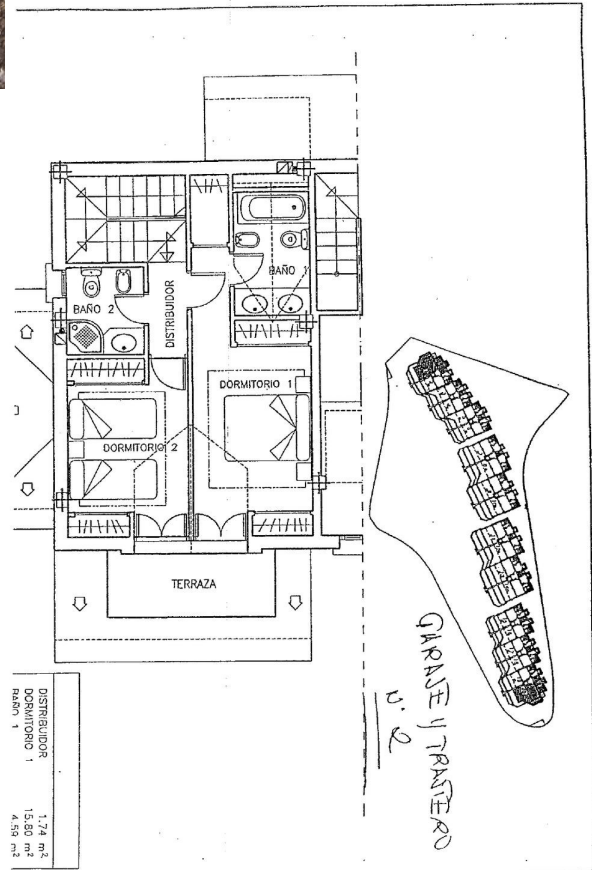 BAÑO 1
BAÑO 2
DISTRIBUIDOR
DORMITORIO 1
DORMITORIO 2
TERRAZA
GARAJE Y TRASTERO
Nº 2
DISTRIBUIDOR 1.74 m²
DORMITORIO 1 15.80 m²
BAÑO 1 4.59 m²